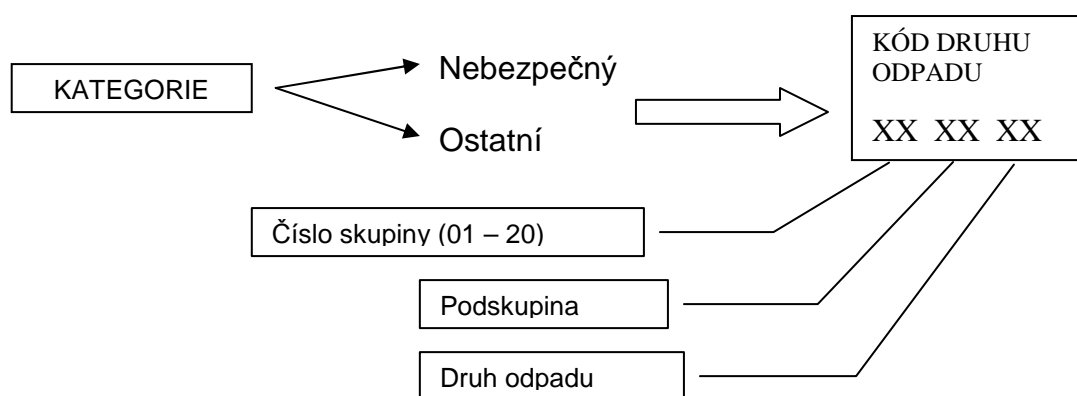 KATEGORIE
Nebezpečný
Ostatní
KÓD DRUHU
ODPADU
XX XX XX
Číslo skupiny (01 – 20)
Podskupina
Druh odpadu